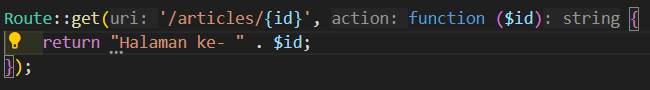 Route::get(uri: '/articles/{id}', action: function ($id): string {
return "Halaman ke- " . $id;
});